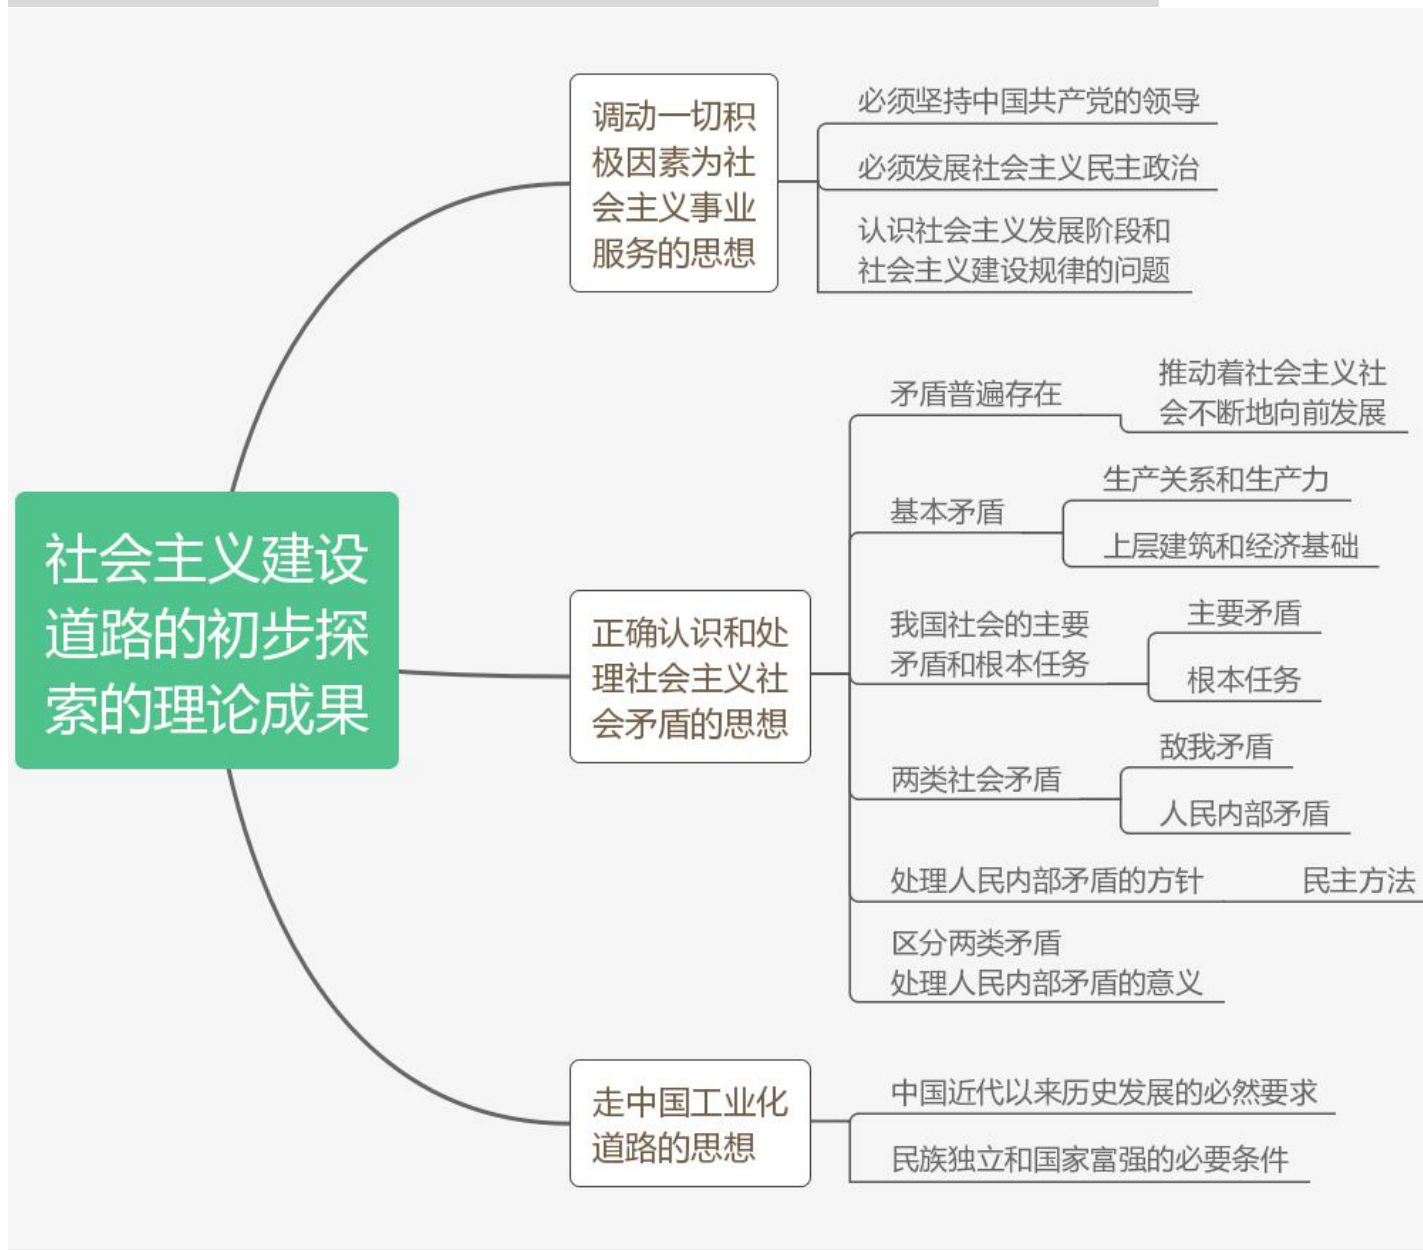 社会主义建设
道路的初步探
索的理论成果
调动一切积
极因素为社
会主义事业
服务的思想
必须坚持中国共产党的领导
必须发展社会主义民主政治
认识社会主义发展阶段和
社会主义建设规律的问题
正确认识和处
理社会主义社
会矛盾的思想
矛盾普遍存在
推动着社会主义社
会不断地向前发展
基本矛盾
生产关系和生产力
上层建筑和经济基础
我国社会的主要
矛盾和根本任务
主要矛盾
根本任务
两类社会矛盾
敌我矛盾
人民内部矛盾
处理人民内部矛盾的方针
民主方法
区分两类矛盾
处理人民内部矛盾的意义
走中国工业化
道路的思想
中国近代以来历史发展的必然要求
民族独立和国家富强的必要条件